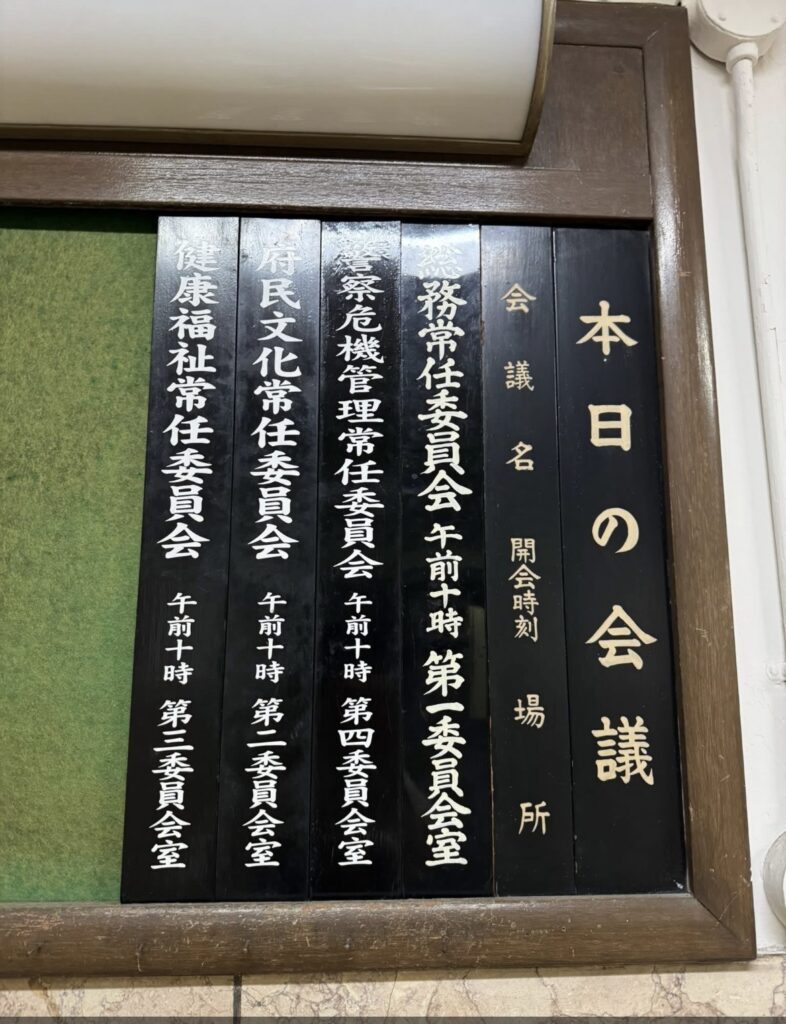 本日の会議
会議名 開会時刻 場所
総務常任委員会 午前十時 第一委員会室
警察危機管理常任委員会 午前十時 第四委員会室
府民文化常任委員会 午前十時 第二委員会室
健康福祉常任委員会 午前十時 第三委員会室